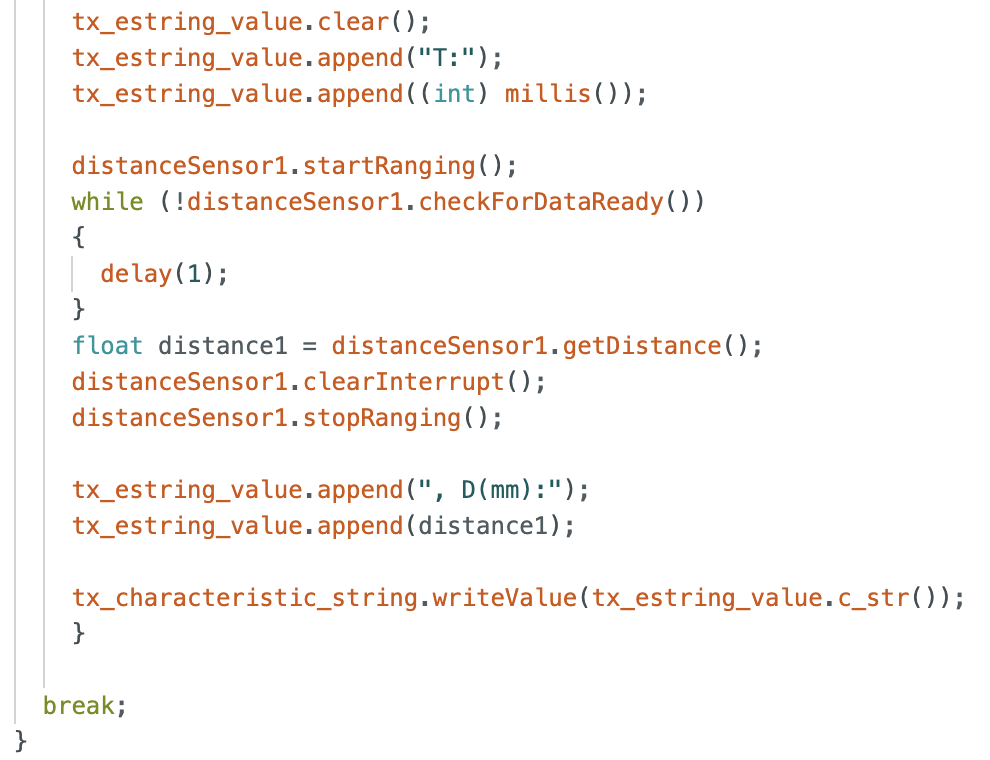 tx_estring_value.clear();
tx_estring_value.append("T:");
tx_estring_value.append((int) millis());
distanceSensor1.startRanging();
while (!distanceSensor1.checkForDataReady())
{
delay(1);
}
float distance1 = distanceSensor1.getDistance();
distanceSensor1.clearInterrupt();
distanceSensor1.stopRanging();
tx_estring_value.append(", D(mm):");
tx_estring_value.append(distance1);
tx_characteristic_string.writeValue(tx_estring_value.c_str());
}
break;
}